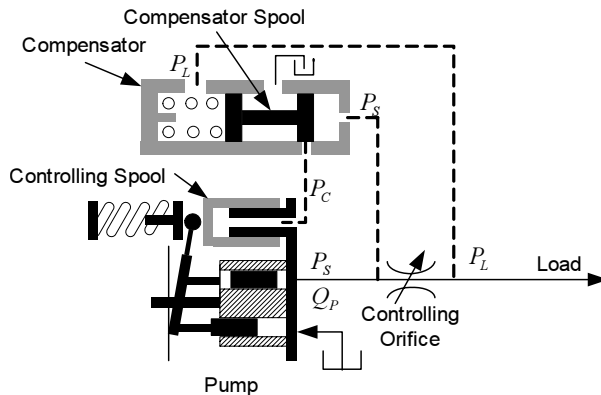 Compensator Spool
Compensator
P_L
P_S
Controlling Spool
P_C
P_S
P_L
Load
Q_P
Controlling
Orifice
Pump